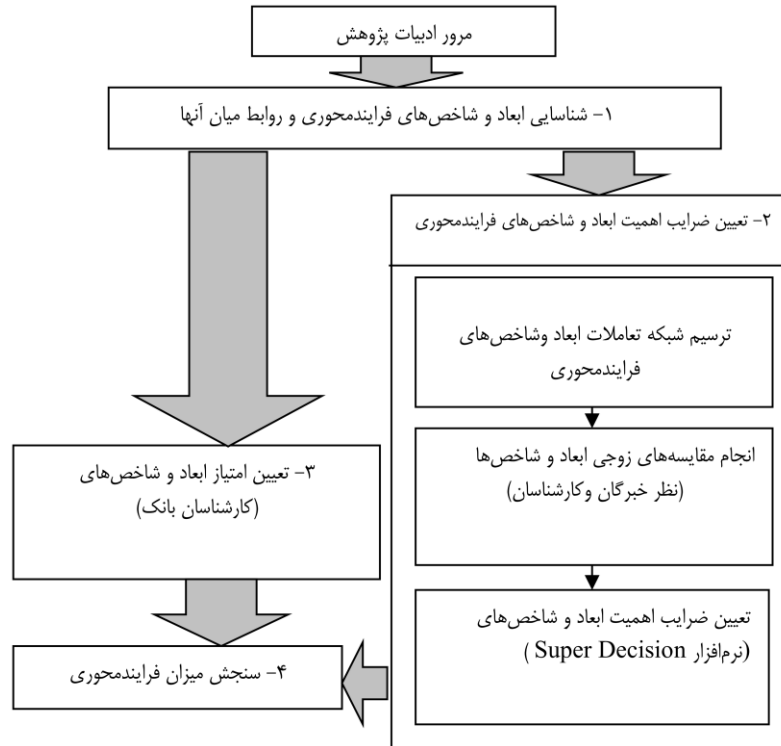 مرور ادبیات پژوهش
۱- شناسایی ابعاد و شاخص‌های فرایندمحوری و روابط میان آنها
۲- تعیین ضرایب اهمیت ابعاد و شاخص‌های فرایندمحوری
ترسیم شبکه تعاملات ابعاد وشاخص‌های
فرایندمحوری
انجام مقایسه‌های زوجی ابعاد و شاخص‌ها
(نظر خبرگان وکارشناسان)
تعیین ضرایب اهمیت ابعاد و شاخص‌های
(نرم‌افزار Super Decision )
۳- تعیین امتیاز ابعاد و شاخص‌های
(کارشناسان بانک)
۴- سنجش میزان فرایندمحوری